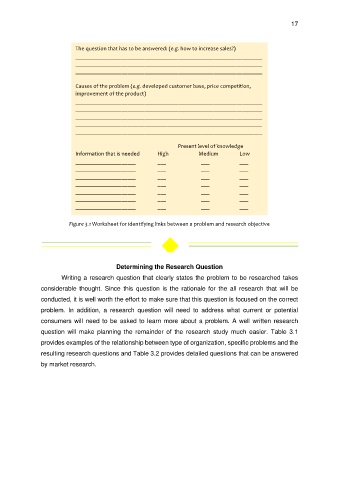 17
The question that has to be answered: (e.g. how to increase sales?)
Causes of the problem (e.g. developed customer base, price competition,
improvement of the product)
Present level of knowledge
Information that is needed High Medium Low
Figure 3.1 Worksheet for identifying links between a problem and research objective
Determining the Research Question
Writing a research question that clearly states the problem to be researched takes
considerable thought. Since this question is the rationale for the all research that will be
conducted, it is well worth the effort to make sure that this question is focused on the correct
problem. In addition, a research question will need to address what current or potential
consumers will need to be asked to learn more about a problem. A well written research
question will make planning the remainder of the research study much easier. Table 3.1
provides examples of the relationship between type of organization, specific problems and the
resulting research questions and Table 3.2 provides detailed questions that can be answered
by market research.